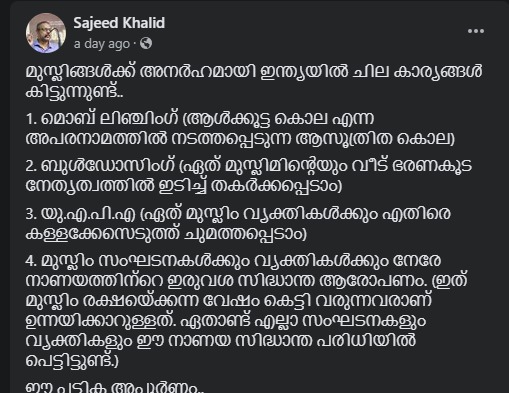 Sajeed Khalid
a day ago ·
മുസ്ലിങ്ങൾക്ക് അനർഹമായി ഇന്ത്യയിൽ ചില കാര്യങ്ങൾ
കിട്ടുന്നുണ്ട്..
1. മൊബ് ലിഞ്ചിംഗ് (ആൾക്കൂട്ട കൊല എന്ന
അപരനാമത്തിൽ നടത്തപ്പെടുന്ന ആസൂത്രിത കൊല)
2. ബുൾഡോസിംഗ് (ഏത് മുസ്ലിമിന്റെയും വീട് ഭരണകൂട
നേതൃത്വത്തിൽ ഇടിച്ച് തകർക്കപ്പെടാം)
3. യു.എ.പി.എ (ഏത് മുസ്ലിം വ്യക്തികൾക്കും എതിരെ
കള്ളക്കേസെടുത്ത് ചുമത്തപ്പെടാം)
4. മുസ്ലിം സംഘടനകൾക്കും വ്യക്തികൾക്കും നേരേ
നാണയത്തിന്റെ ഇരുവശ സിദ്ധാന്ത ആരോപണം. (ഇത്
മുസ്ലിം രക്ഷയ്ക്കെന്ന വേഷം കെട്ടി വരുന്നവരാണ്
ഉന്നയിക്കാറുള്ളത്. ഏതാണ്ട് എല്ലാ സംഘടനകളും
വ്യക്തികളും ഈ നാണയ സിദ്ധാന്ത പരിധിയിൽ
പെട്ടിട്ടുണ്ട്.)
ഈ പട്ടിക അപൂർണം..